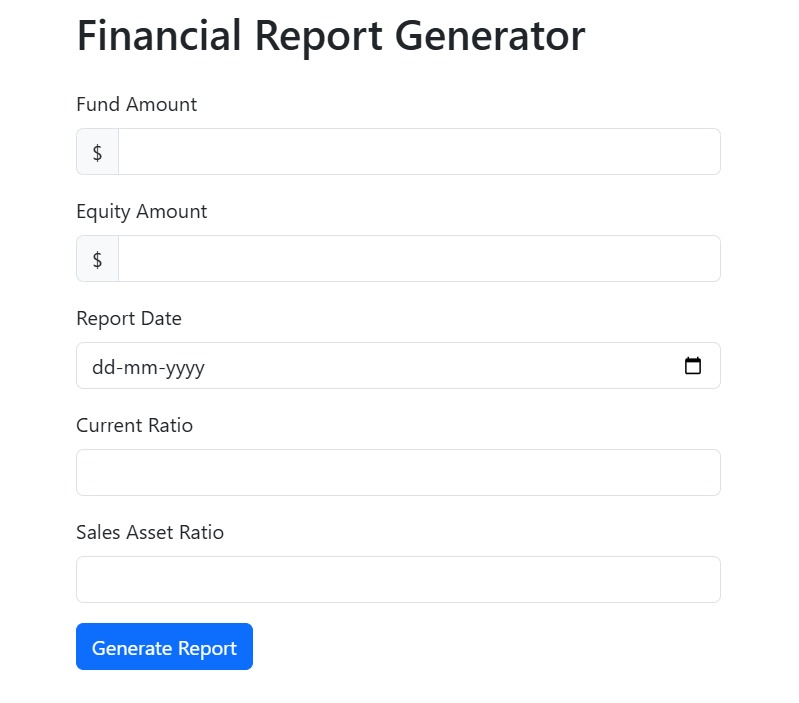 Financial Report Generator
Fund Amount
$
Equity Amount
$
Report Date
dd-mm-yyyy
Current Ratio
Sales Asset Ratio
Generate Report